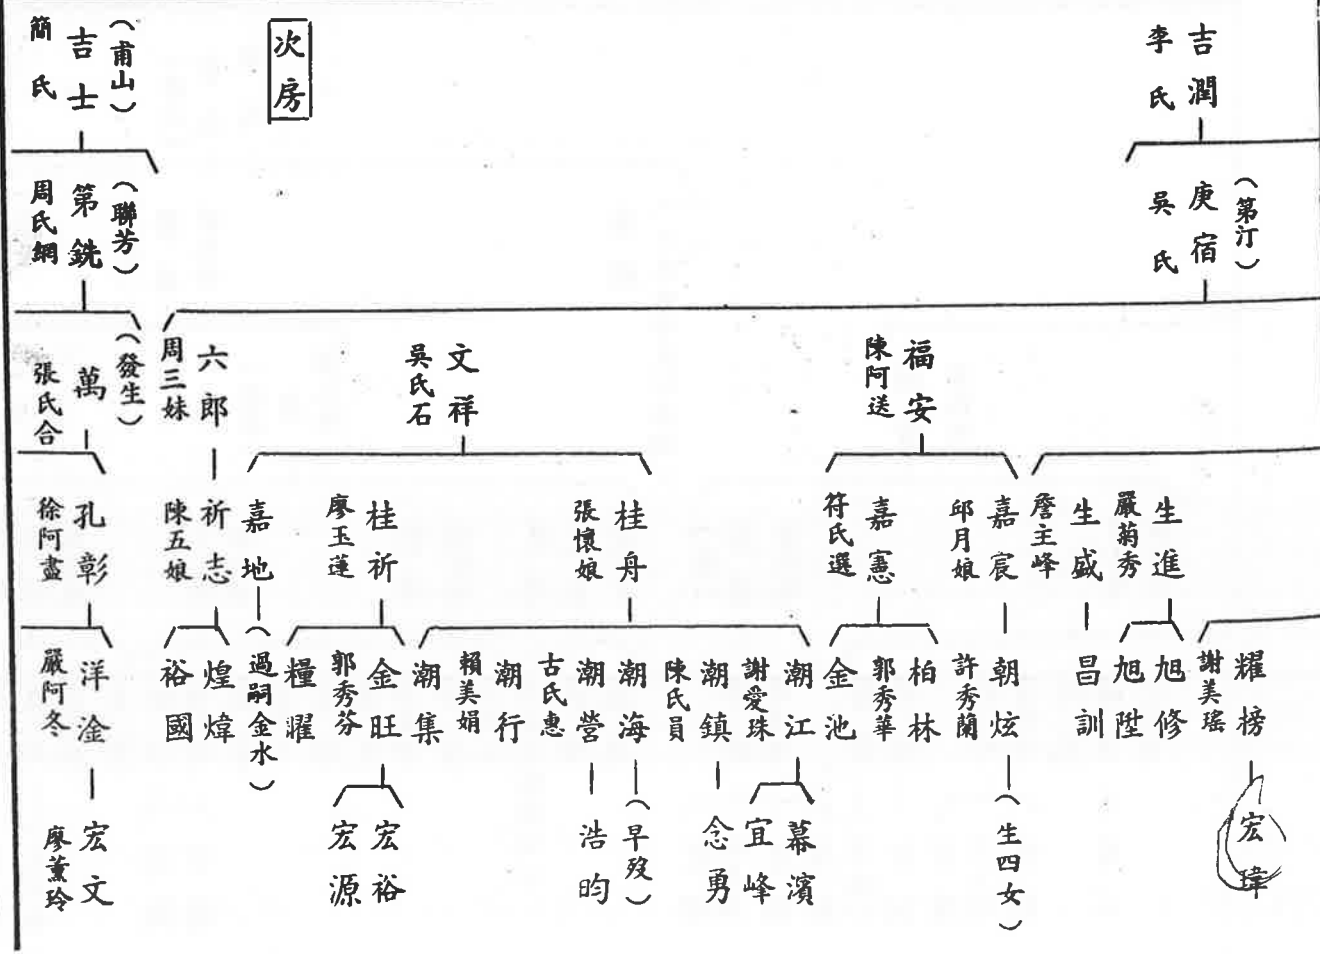 吉潤
李氏
次房
（甫山）
吉士
簡氏
（第汀）
庚宿
吳氏
（聯芳）
第銑
周氏網
福安
陳阿送
文祥
吳氏石
六郎
周三妹
（發生）
萬
張氏合
生進
嚴菊秀
生盛
詹主峰
嘉宸
邱月娘
嘉憲
符氏選
桂舟
張懷娘
桂祈
廖玉蓮
嘉地
祈志
陳五娘
孔彰
徐阿盡
耀榜
謝美瑤
旭修
旭陞
昌訓
朝炫
許秀蘭
柏林
郭秀華
金池
潮江
謝愛珠
潮鎮
陳氏員
潮海
潮營
古氏惠
潮行
賴美娟
潮集
金旺
郭秀芬
糧曜
（過嗣金水）
煌煒
裕國
洋淦
嚴阿冬
宏瑋
（生四女）
幕濱
宜峰
念勇
（早歿）
浩昀
宏裕
宏源
宏文
廖薰玲